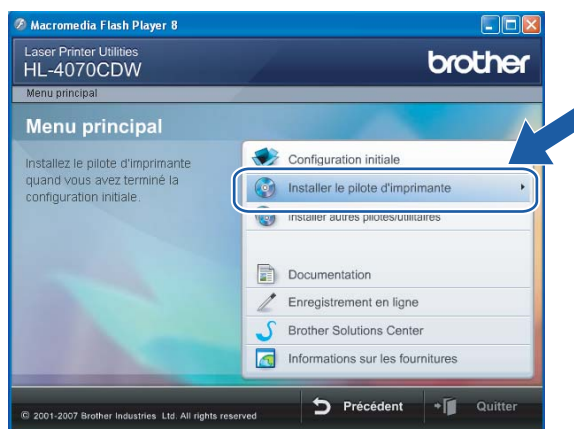 Macromedia Flash Player 8
Laser Printer Utilities
HL-4070CDW
brother
Menu principal
Menu principal
Installez le pilote d'imprimante
quand vous avez terminé la
configuration initiale.
Configuration initiale
Installer le pilote d'imprimante
Installer autres pilotes/utilitaires
Documentation
Enregistrement en ligne
Brother Solutions Center
Informations sur les fournitures
© 2001-2007 Brother Industries Ltd. All rights reserved
Précédent
Quitter